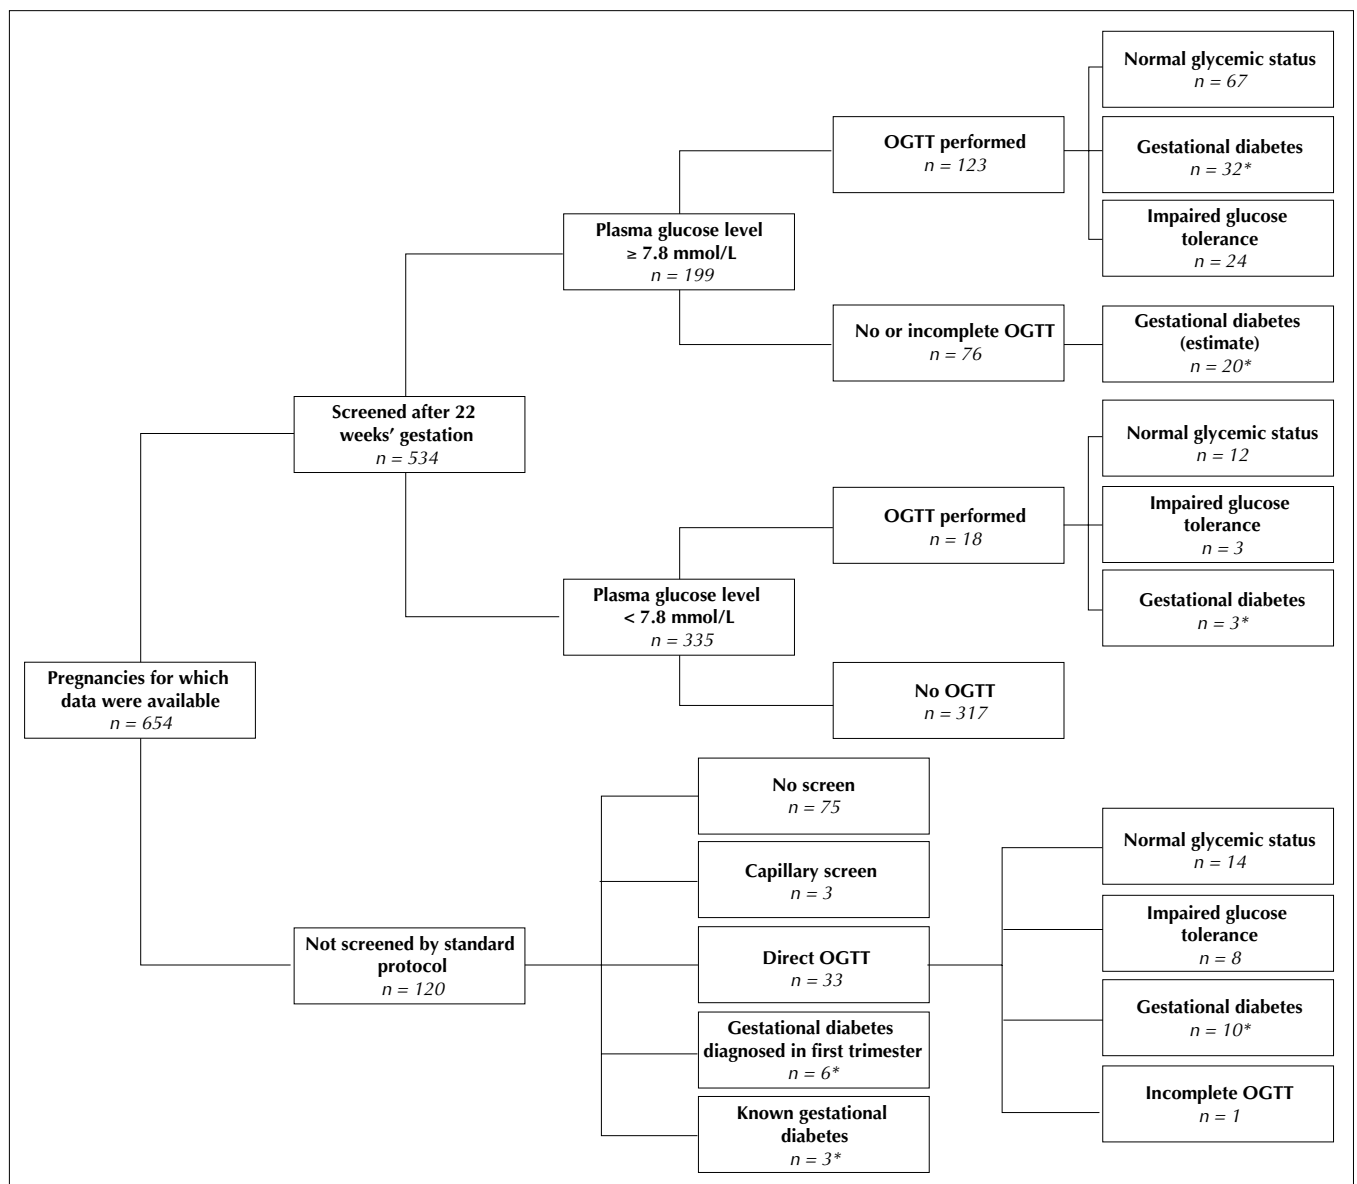 Pregnancies for which
data were available
n = 654
Screened after 22
weeks’ gestation
n = 534
Plasma glucose level
≥ 7.8 mmol/L
n = 199
OGTT performed
n = 123
Normal glycemic status
n = 67
Gestational diabetes
n = 32*
Impaired glucose
tolerance
n = 24
No or incomplete OGTT
n = 76
Gestational diabetes
(estimate)
n = 20*
Plasma glucose level
< 7.8 mmol/L
n = 335
OGTT performed
n = 18
Normal glycemic status
n = 12
Impaired glucose
tolerance
n = 3
Gestational diabetes
n = 3*
No OGTT
n = 317
Not screened by standard
protocol
n = 120
No screen
n = 75
Capillary screen
n = 3
Direct OGTT
n = 33
Normal glycemic status
n = 14
Impaired glucose
tolerance
n = 8
Gestational diabetes
n = 10*
Incomplete OGTT
n = 1
Gestational diabetes
diagnosed in first trimester
n = 6*
Known gestational
diabetes
n = 3*